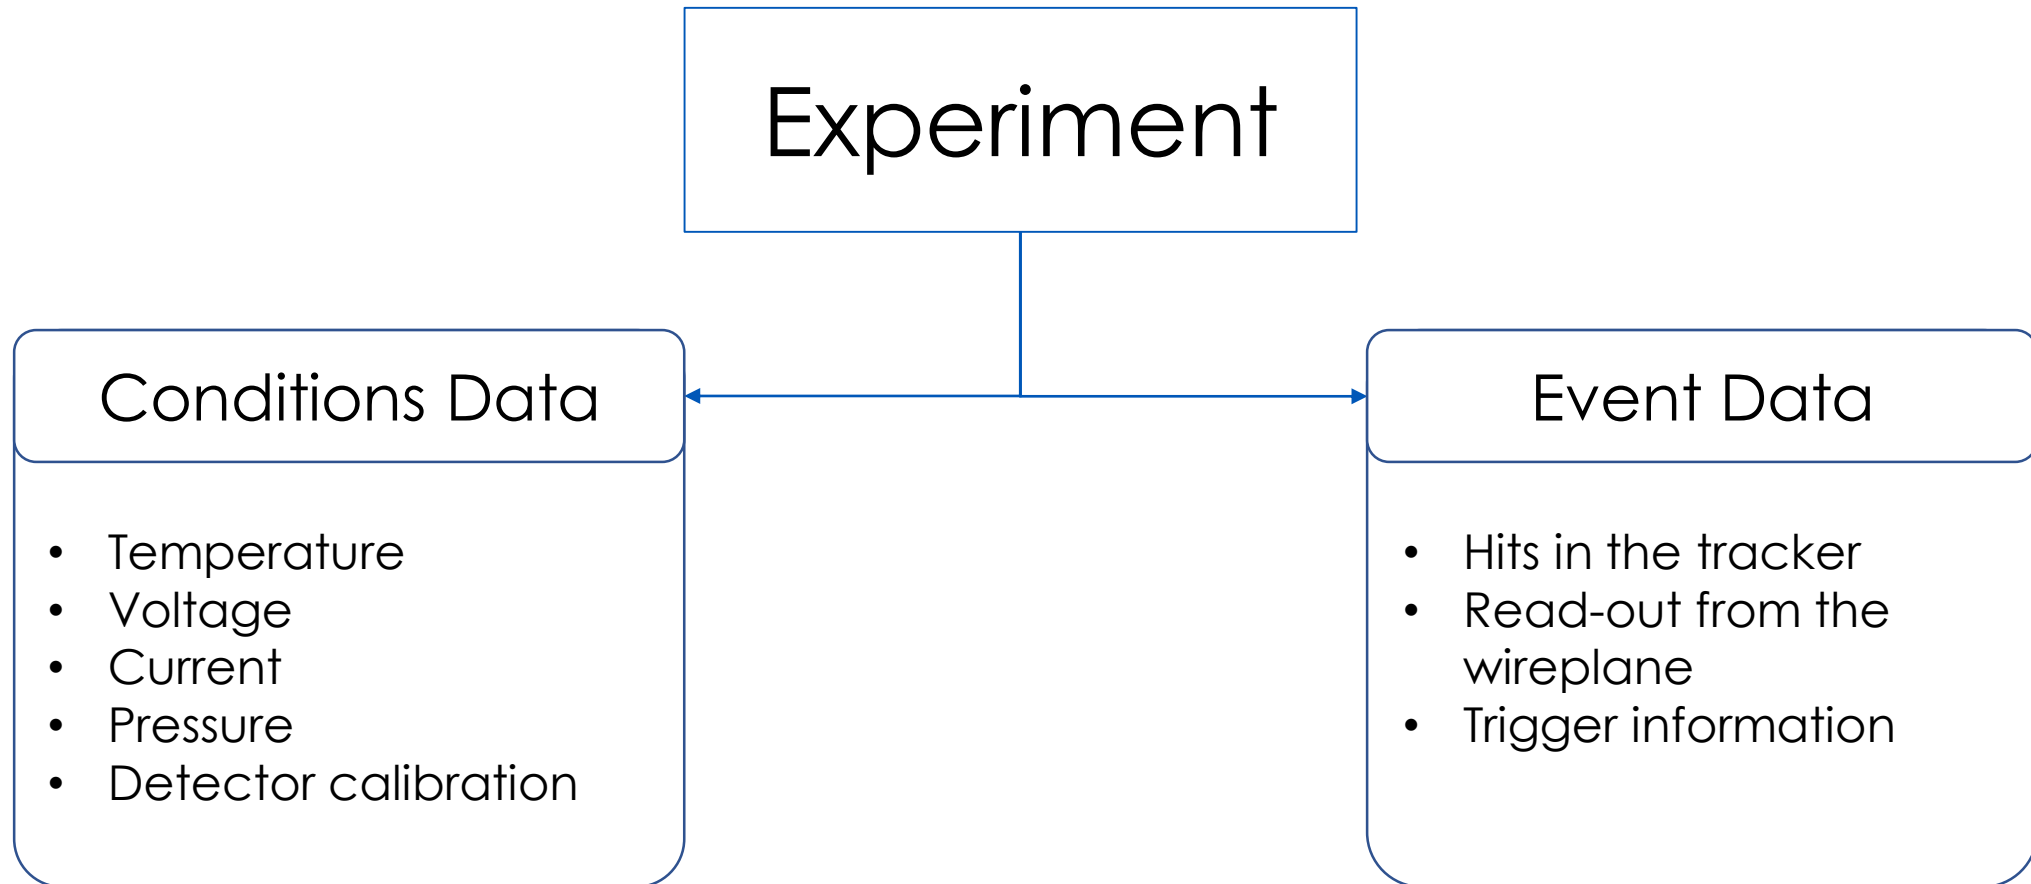 Experiment
Conditions Data
• Temperature
• Voltage
• Current
• Pressure
• Detector calibration
Event Data
• Hits in the tracker
• Read-out from the
wireplane
• Trigger information